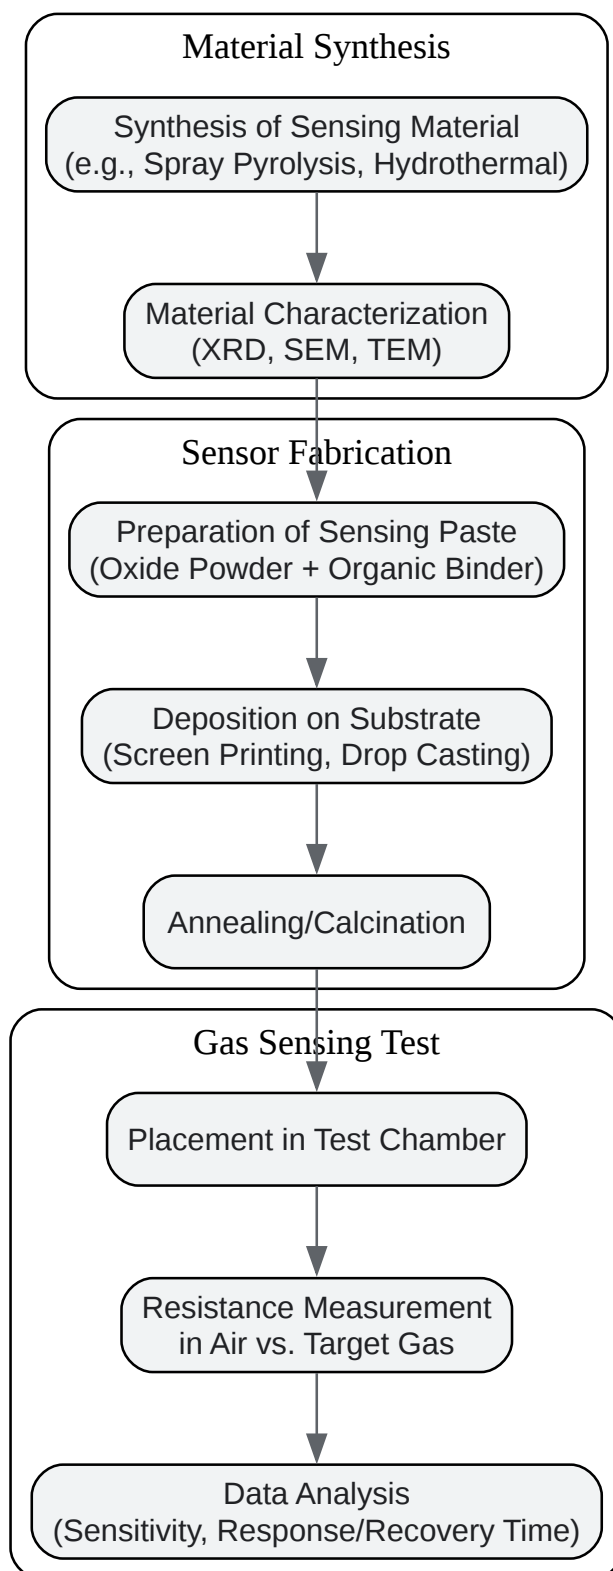 Material Synthesis
Synthesis of Sensing Material
(e.g., Spray Pyrolysis, Hydrothermal)
Material Characterization
(XRD, SEM, TEM)
Sensor Fabrication
Preparation of Sensing Paste
(Oxide Powder + Organic Binder)
Deposition on Substrate
(Screen Printing, Drop Casting)
Annealing/Calcination
Gas Sensing Test
Placement in Test Chamber
Resistance Measurement
in Air vs. Target Gas
Data Analysis
(Sensitivity, Response/Recovery Time)